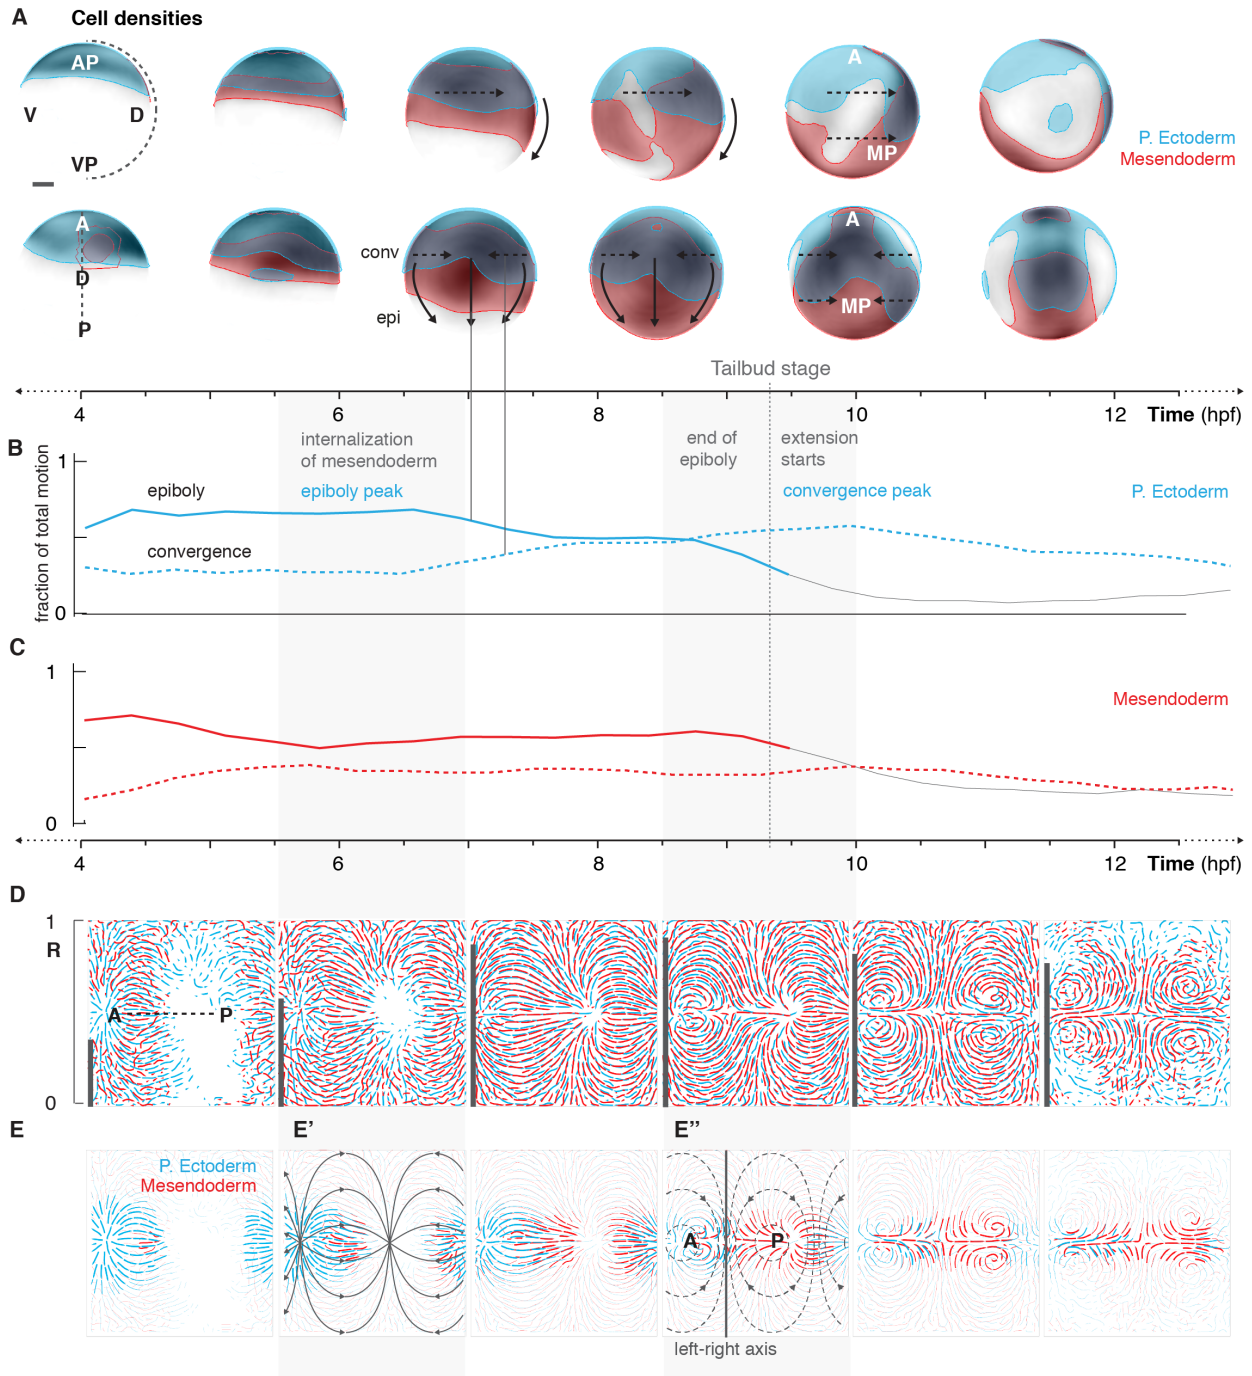 A
Cell densities
AP
V
D
VP
A
MP
P. Ectoderm
Mesendoderm
A
D
P
conv
epi
A
MP
Tailbud stage
4
6
8
10
12
Time (hpf)
B
fraction of total motion
1
0
internalization
of mesendoderm
epiboly peak
end of
epiboly
extension
starts
convergence peak
P. Ectoderm
epiboly
convergence
C
1
0
Mesendoderm
4
6
8
10
12
Time (hpf)
D
1
R
0
A
P
E
E’
E”
P. Ectoderm
Mesendoderm
A
P
left-right axis